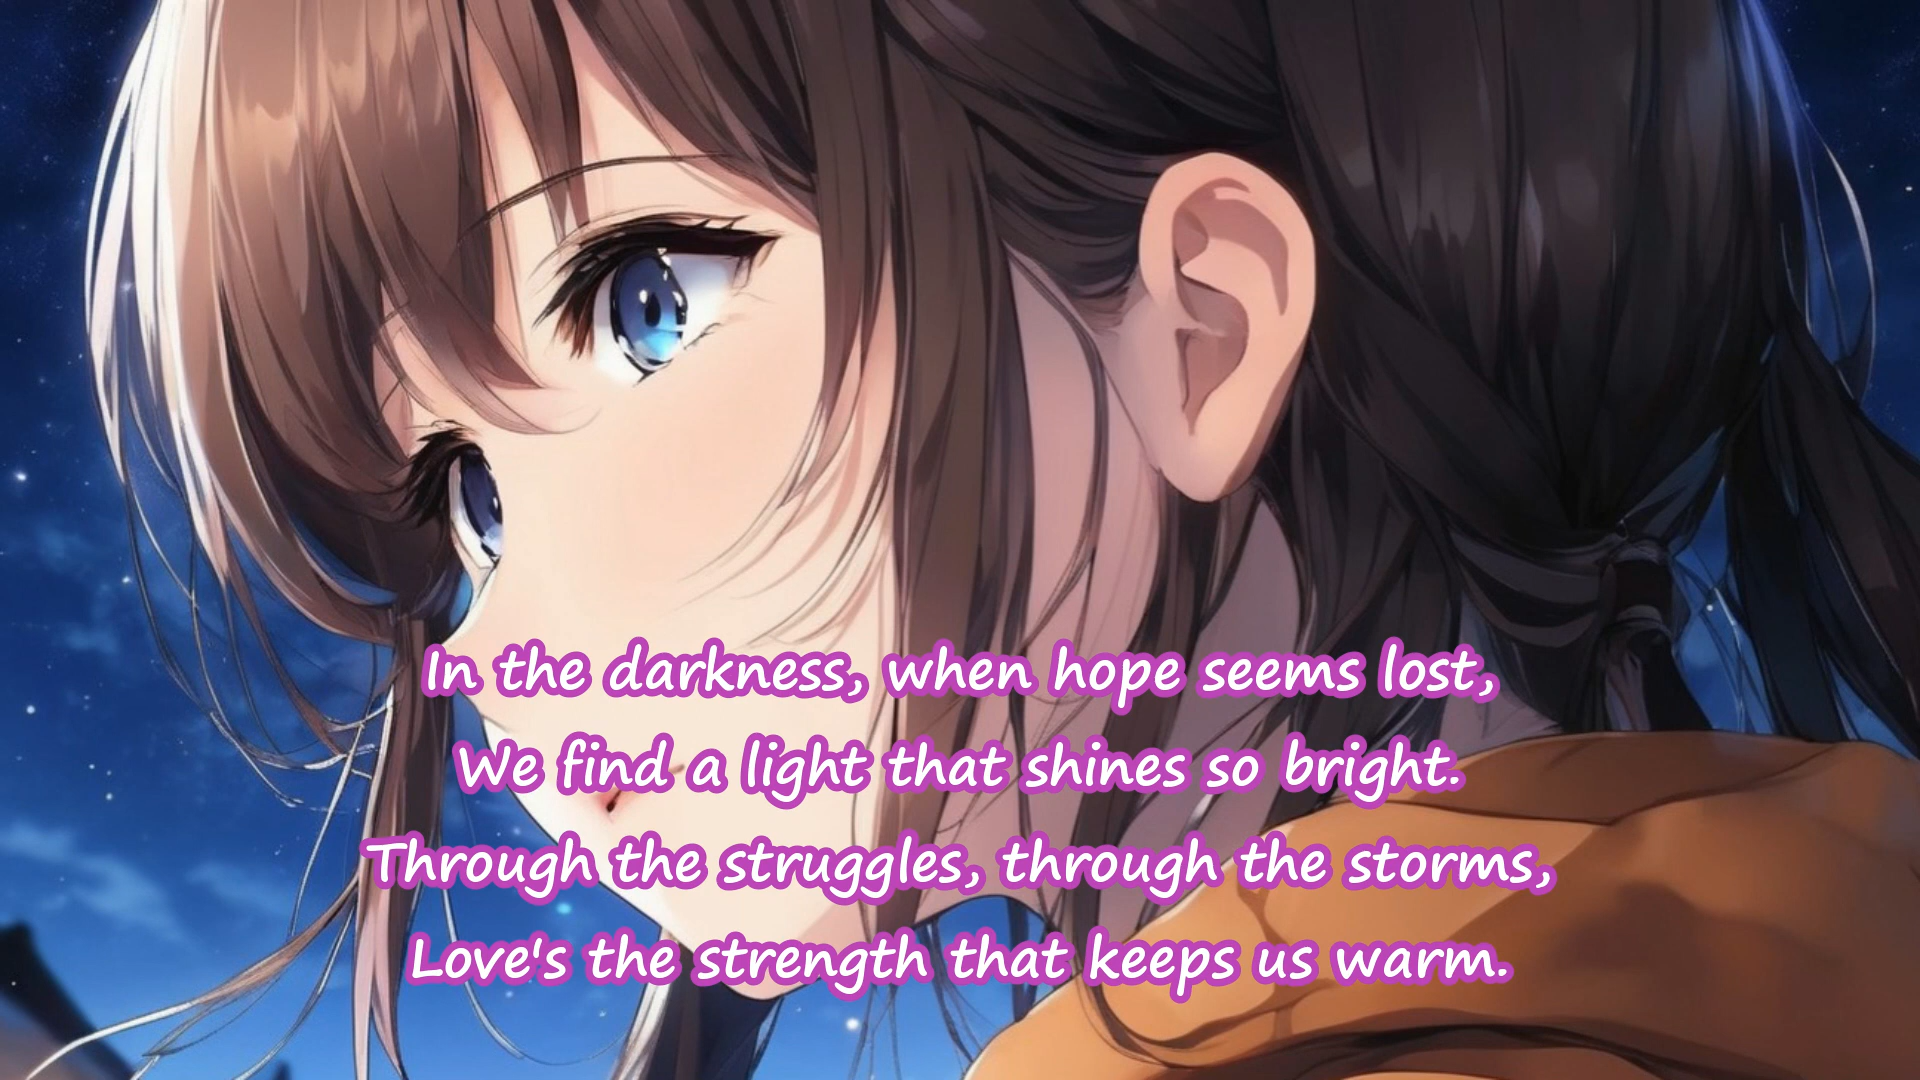 In the darkness, when hope seems lost,
We find a light that shines so bright.
Through the struggles, through the storms,
Love's the strength that keeps us warm.